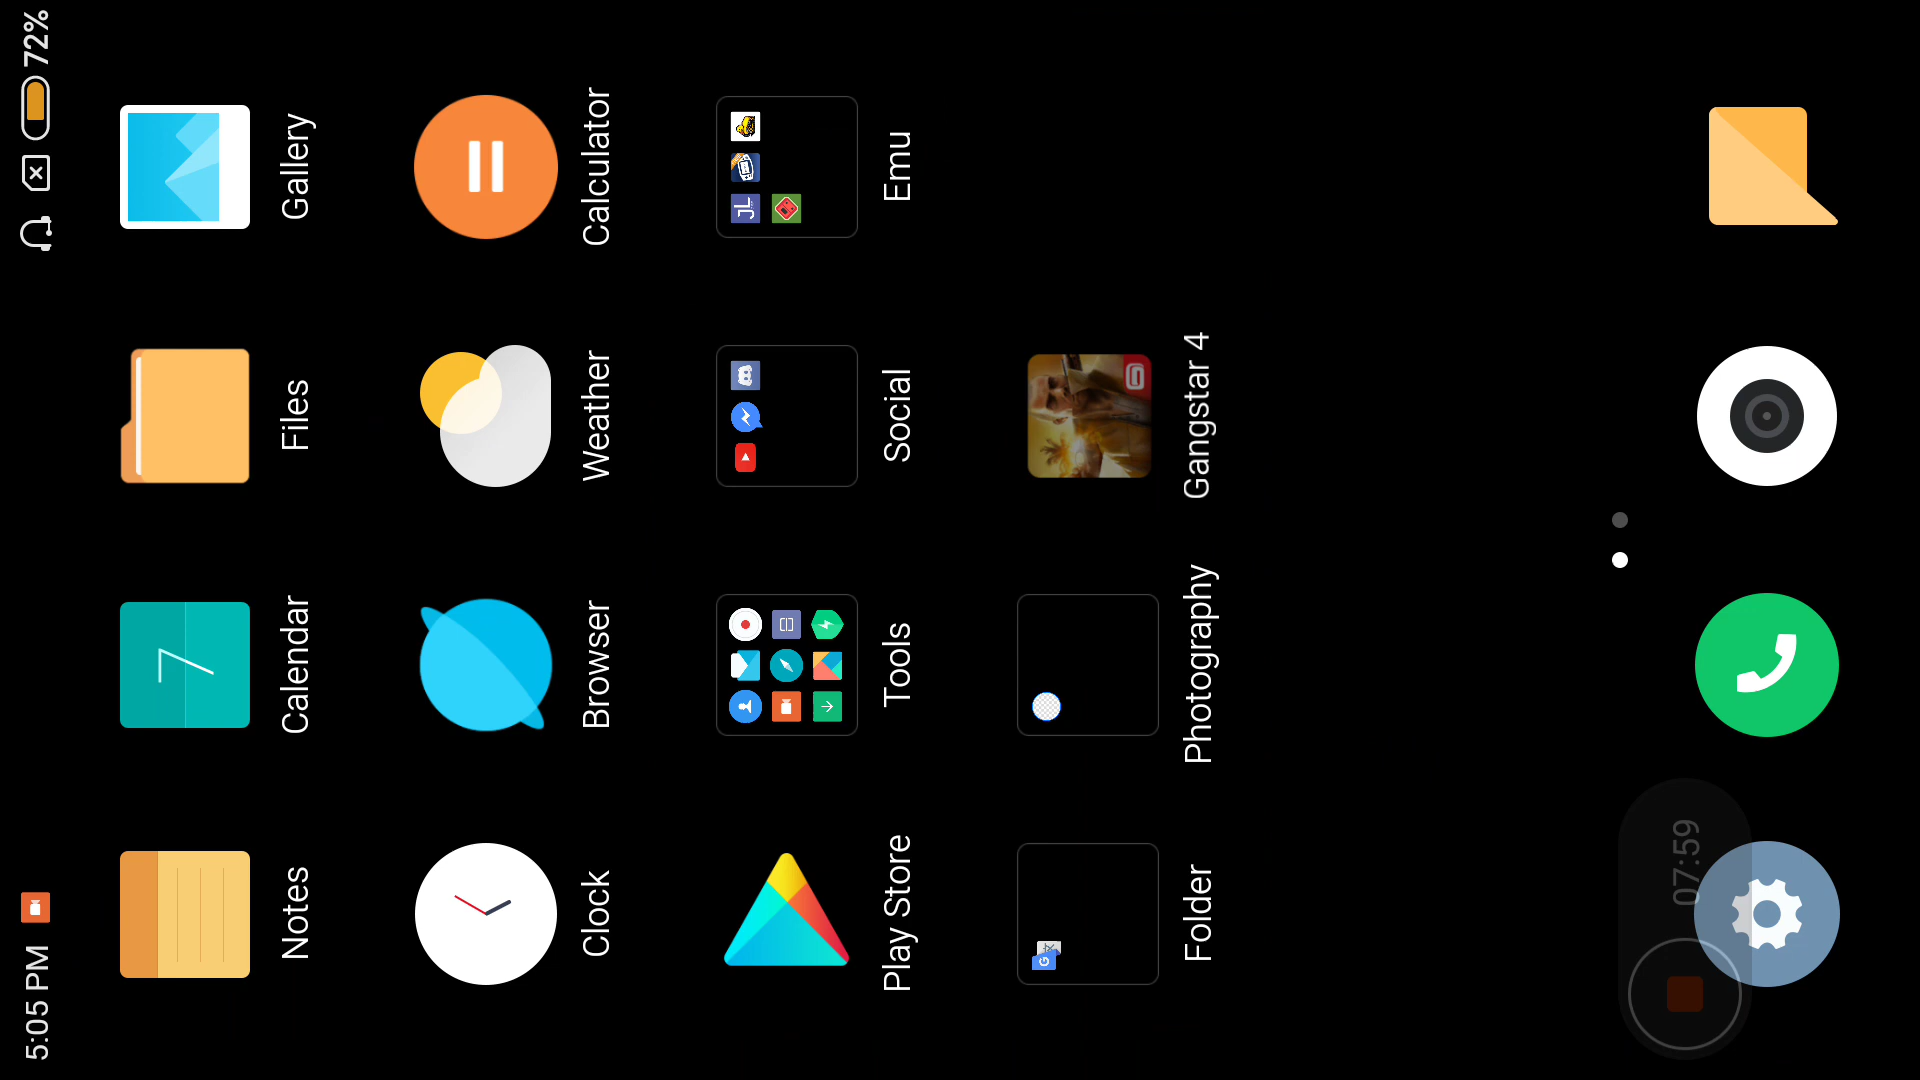 5:05 PM
72%
Notes
Calendar
Files
Gallery
Clock
Browser
Weather
Calculator
Play Store
Tools
Social
Emu
Folder
Photography
Gangstar 4
07:59